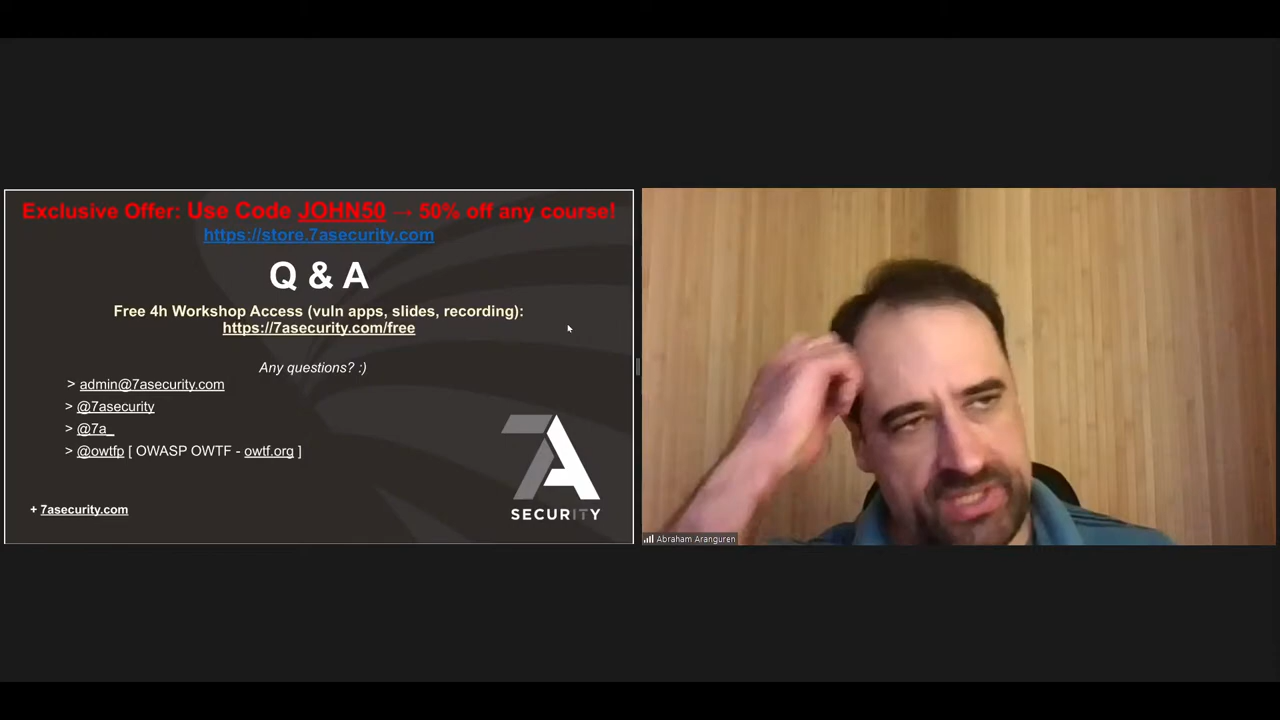 Exclusive Offer: Use Code JOHN50 → 50% off any course!
https://store.7asecurity.com
Q & A
Free 4h Workshop Access (vuln apps, slides, recording):
https://7asecurity.com/free
Any questions? :)
> admin@7asecurity.com
> @7asecurity
> @7a_
> @owtfp [ OWASP OWTF - owtf.org ]
+ 7asecurity.com
7A
SECURITY
Abraham Aranguren